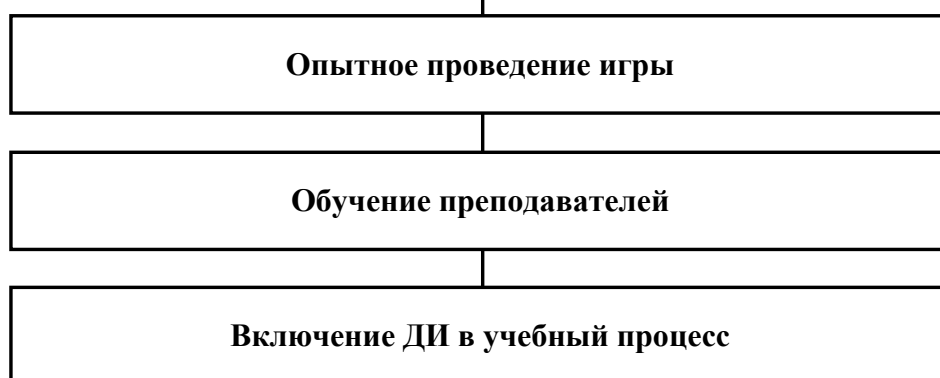 Опытное проведение игры
Обучение преподавателей
Включение ДИ в учебный процесс